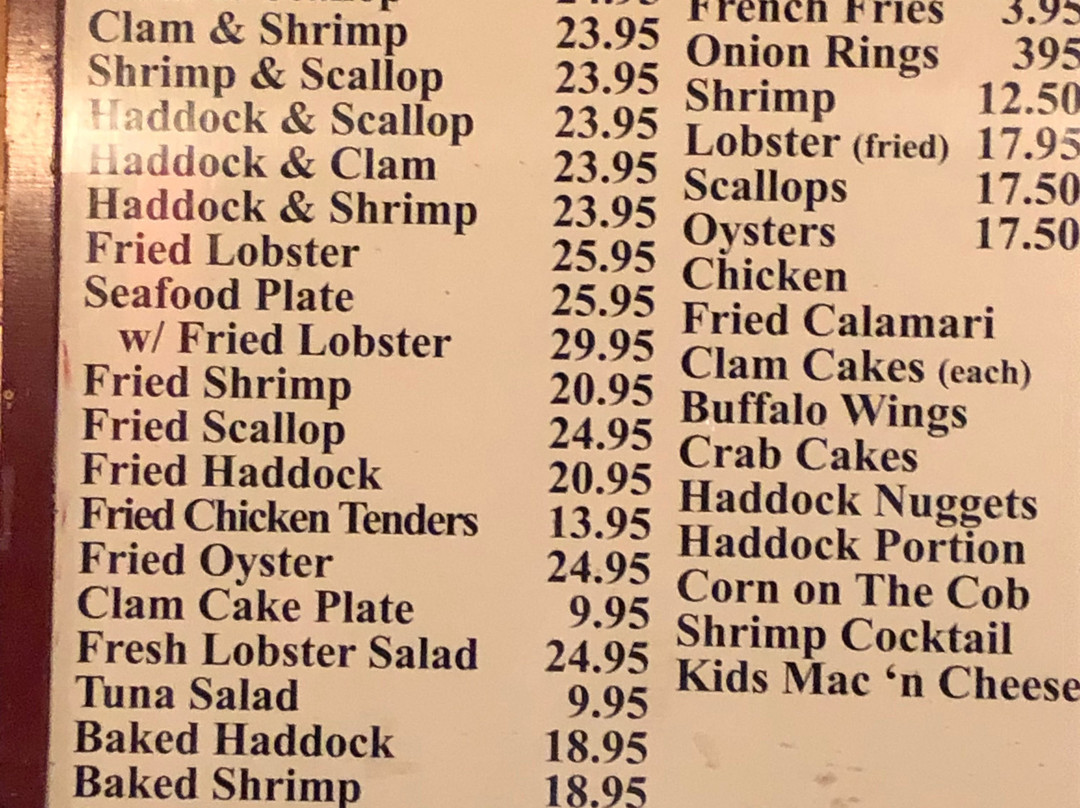 Clam & Shrimp 23.95
Shrimp & Scallop 23.95
Haddock & Scallop 23.95
Haddock & Clam 23.95
Haddock & Shrimp 23.95
Fried Lobster 25.95
Seafood Plate 25.95
w/ Fried Lobster 29.95
Fried Shrimp 20.95
Fried Scallop 24.95
Fried Haddock 20.95
Fried Chicken Tenders 13.95
Fried Oyster 24.95
Clam Cake Plate 9.95
Fresh Lobster Salad 24.95
Tuna Salad 9.95
Baked Haddock 18.95
Baked Shrimp 18.95
French Fries 3.95
Onion Rings 395
Shrimp 12.50
Lobster (fried) 17.95
Scallops 17.50
Oysters 17.50
Chicken
Fried Calamari
Clam Cakes (each)
Buffalo Wings
Crab Cakes
Haddock Nuggets
Haddock Portion
Corn on The Cob
Shrimp Cocktail
Kids Mac ‘n Cheese